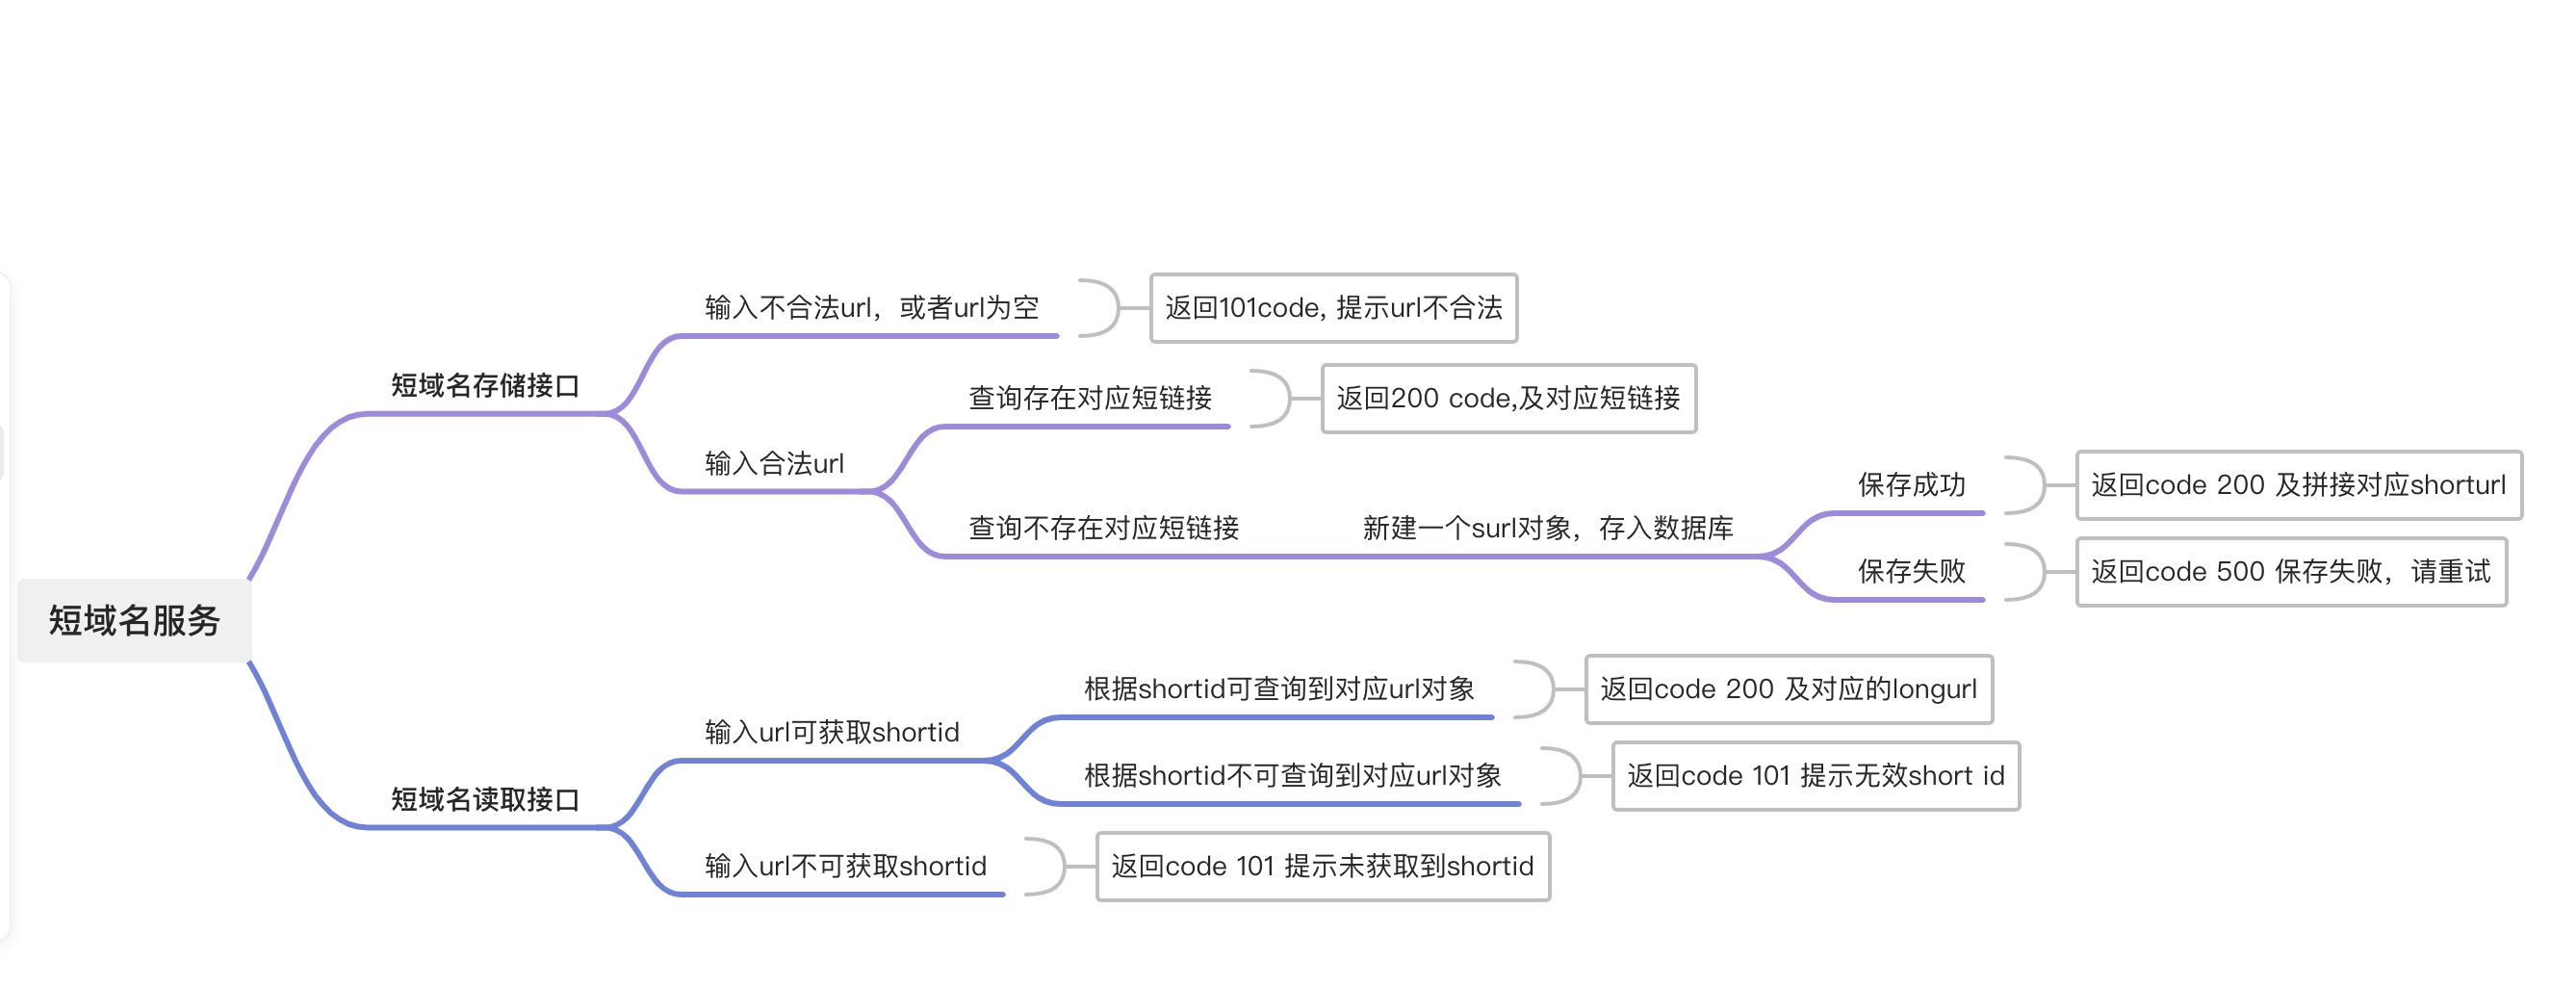 短域名服务
短域名存储接口
输入不合法url，或者url为空
返回101code, 提示url不合法
输入合法url
查询存在对应短链接
返回200 code,及对应短链接
查询不存在对应短链接
新建一个surl对象，存入数据库
保存成功
返回code 200 及拼接对应shorturl
保存失败
返回code 500 保存失败，请重试
短域名读取接口
输入url可获取shortid
根据shortid可查询到对应url对象
返回code 200 及对应的longurl
根据shortid不可查询到对应url对象
返回code 101 提示无效short id
输入url不可获取shortid
返回code 101 提示未获取到shortid